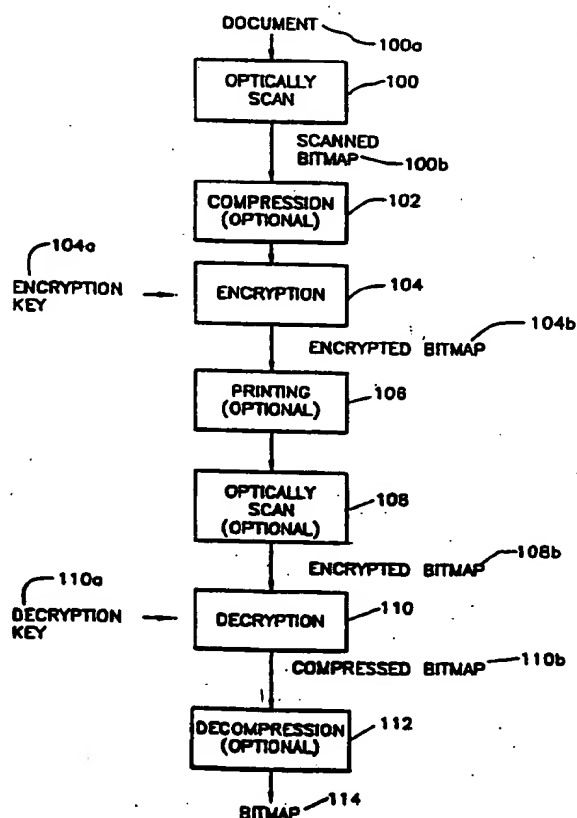 DOCUMENT
100a
OPTICALLY
SCAN
100
SCANNED
BITMAP
100b
COMPRESSION
(OPTIONAL)
102
104a
ENCRYPTION
KEY
ENCRYPTION
104
104b
ENCRYPTED BITMAP
PRINTING
(OPTIONAL)
106
OPTICALLY
SCAN
(OPTIONAL)
108
108b
ENCRYPTED BITMAP
110a
DECRYPTION
KEY
DECRYPTION
110
COMPRESSED BITMAP
110b
DECOMPRESSION
(OPTIONAL)
112
BITMAP
114